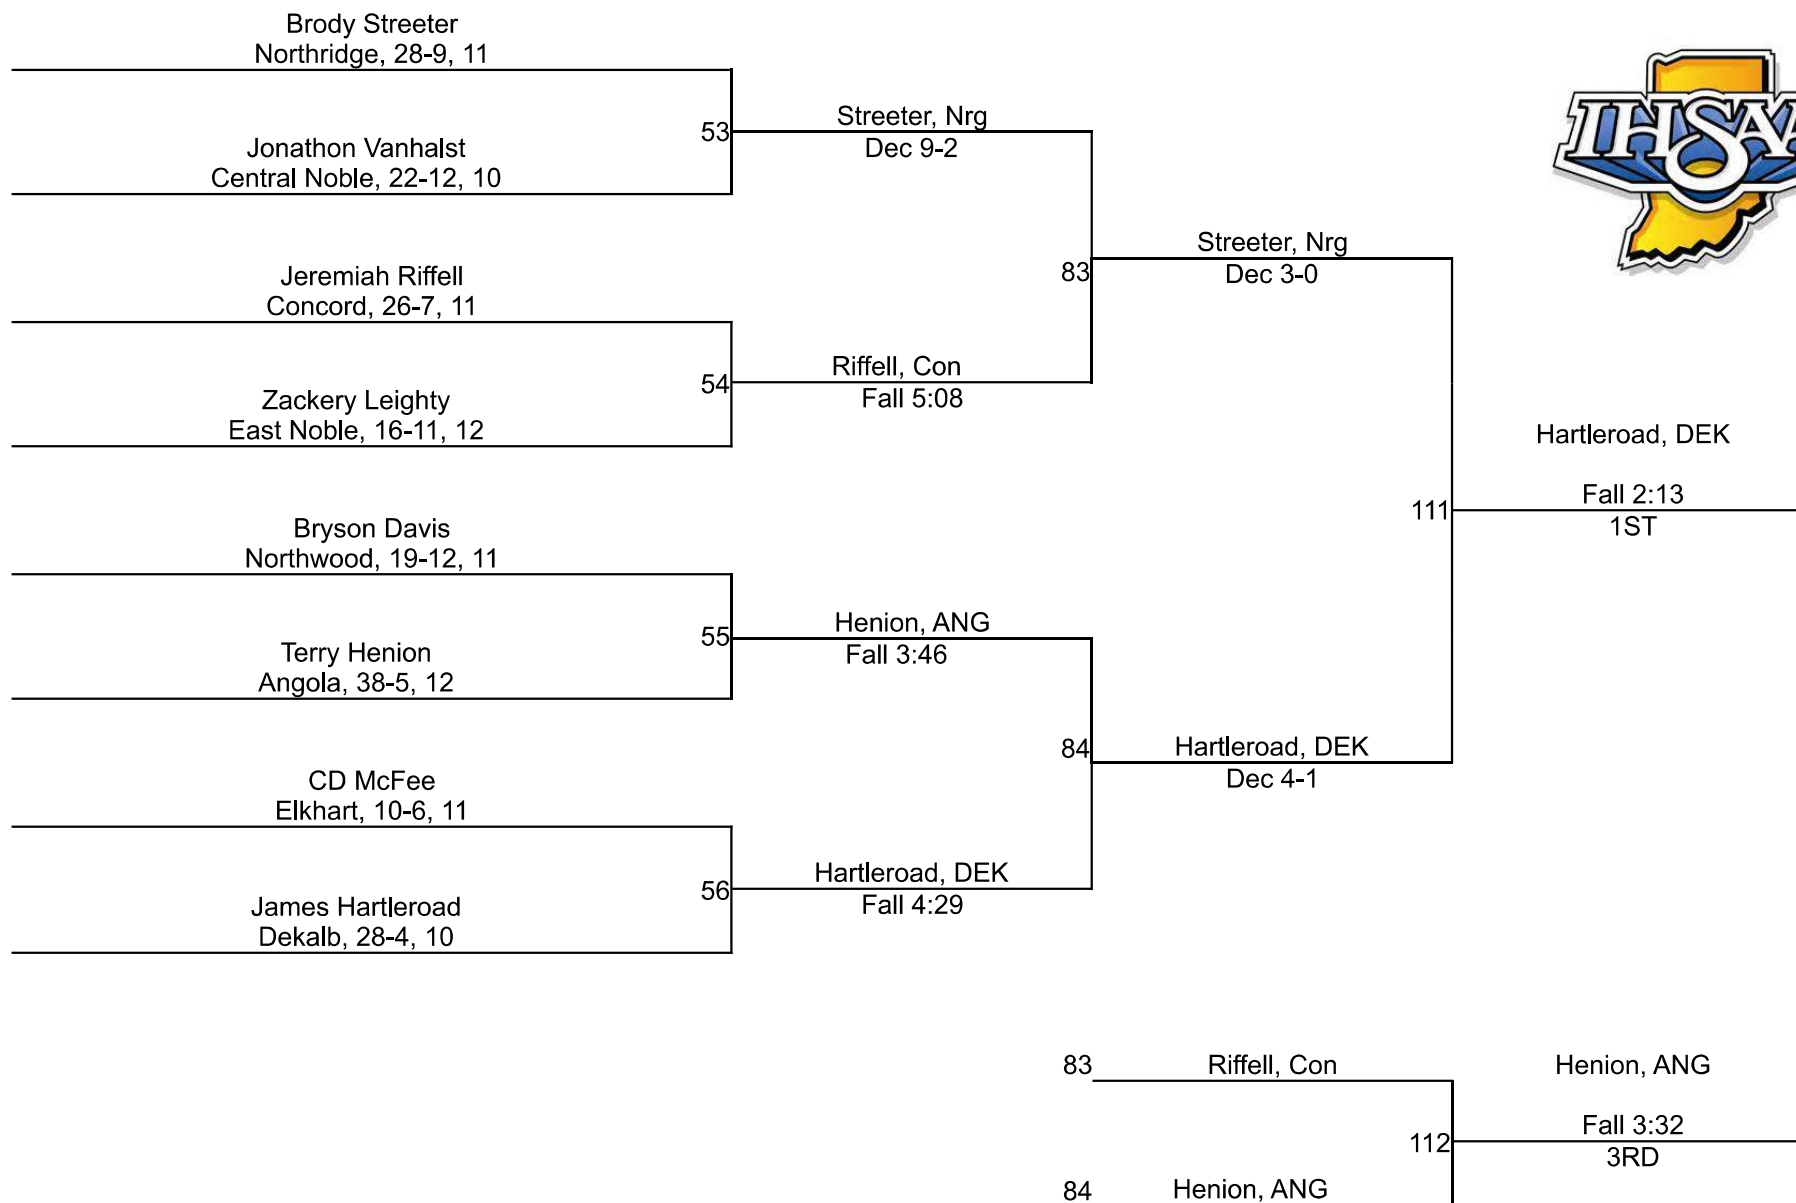 Brody Streeter
Northridge, 28-9, 11
Jonathon Vanhalst
Central Noble, 22-12, 10
53
Streeter, Nrg
Dec 9-2
Jeremiah Riffell
Concord, 26-7, 11
Zackery Leighty
East Noble, 16-11, 12
54
Riffell, Con
Fall 5:08
83
Streeter, Nrg
Dec 3-0
IHSAA
Bryson Davis
Northwood, 19-12, 11
Terry Henion
Angola, 38-5, 12
55
Henion, ANG
Fall 3:46
CD McFee
Elkhart, 10-6, 11
James Hartleroad
Dekalb, 28-4, 10
56
Hartleroad, DEK
Fall 4:29
84
Hartleroad, DEK
Dec 4-1
111
Hartleroad, DEK
Fall 2:13
1ST
83
Riffell, Con
84
Henion, ANG
112
Henion, ANG
Fall 3:32
3RD